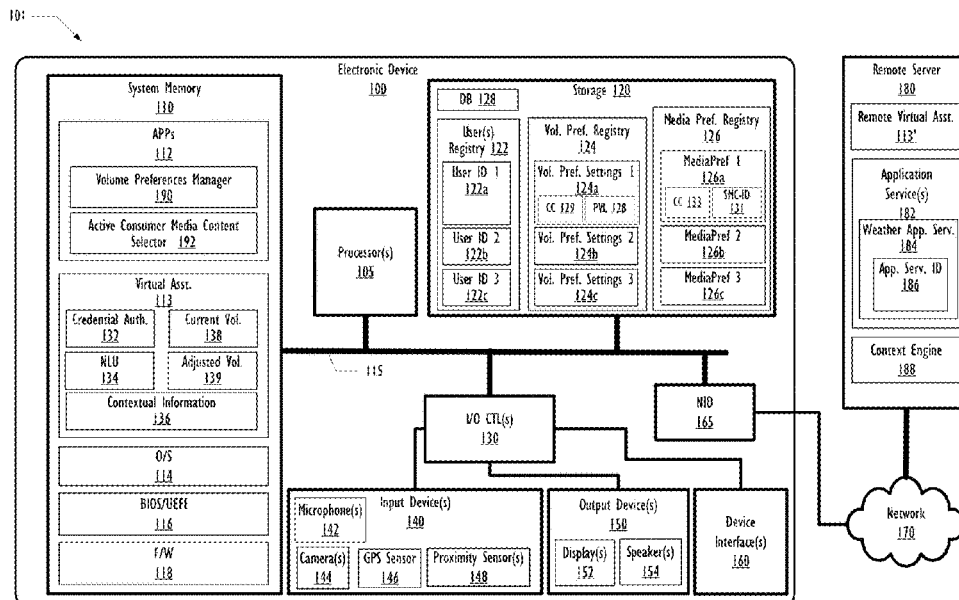 101
Electronic Device
100
System Memory
110
APPs
112
Volume Preferences Manager
190
Active Consumer Media Content
Selector 192
Virtual Asst.
113
Credential Auth.
132
Current Vol.
138
NLU
134
Adjusted Vol.
139
Contextual Information
136
O/S
114
BIOS/UEFI
116
F/W
118
Processor(s)
105
Storage 120
DB 128
User(s)
Registry 122
User ID 1
122a
User ID 2
122b
User ID 3
122c
Vol. Pref. Registry
124
Vol. Pref. Settings 1
124a
CC 129
PVL 128
Vol. Pref. Settings 2
124b
Vol. Pref. Settings 3
124c
Media Pref. Registry
126
MediaPref 1
126a
CC 133
SMC-ID
131
MediaPref 2
126b
MediaPref 3
126c
115
I/O CTL(s)
130
NID
165
Input Device(s)
140
Microphone(s)
142
Camera(s)
144
GPS Sensor
146
Proximity Sensor(s)
148
Output Device(s)
150
Display(s)
152
Speaker(s)
154
Device
Interface(s)
160
Remote Server
180
Remote Virtual Asst.
113'
Application
Service(s)
182
Weather App. Serv.
184
App. Serv. ID
186
Context Engine
188
Network
170